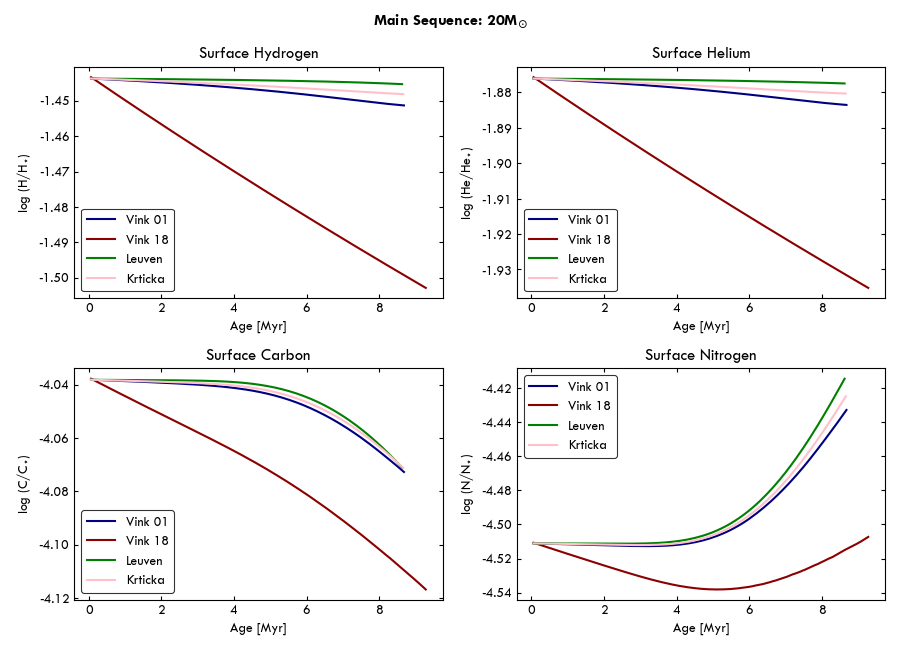 Main Sequence: 20M☉
Surface Hydrogen
log (H/H⋆)
-1.45
-1.46
-1.47
-1.48
-1.49
-1.50
Vink 01
Vink 18
Leuven
Krticka
0 2 4 6 8
Age [Myr]
Surface Helium
log (He/He⋆)
-1.88
-1.89
-1.90
-1.91
-1.92
-1.93
Vink 01
Vink 18
Leuven
Krticka
0 2 4 6 8
Age [Myr]
Surface Carbon
log (C/C⋆)
-4.04
-4.06
-4.08
-4.10
-4.12
Vink 01
Vink 18
Leuven
Krticka
0 2 4 6 8
Age [Myr]
Surface Nitrogen
log (N/N⋆)
-4.42
-4.44
-4.46
-4.48
-4.50
-4.52
-4.54
Vink 01
Vink 18
Leuven
Krticka
0 2 4 6 8
Age [Myr]